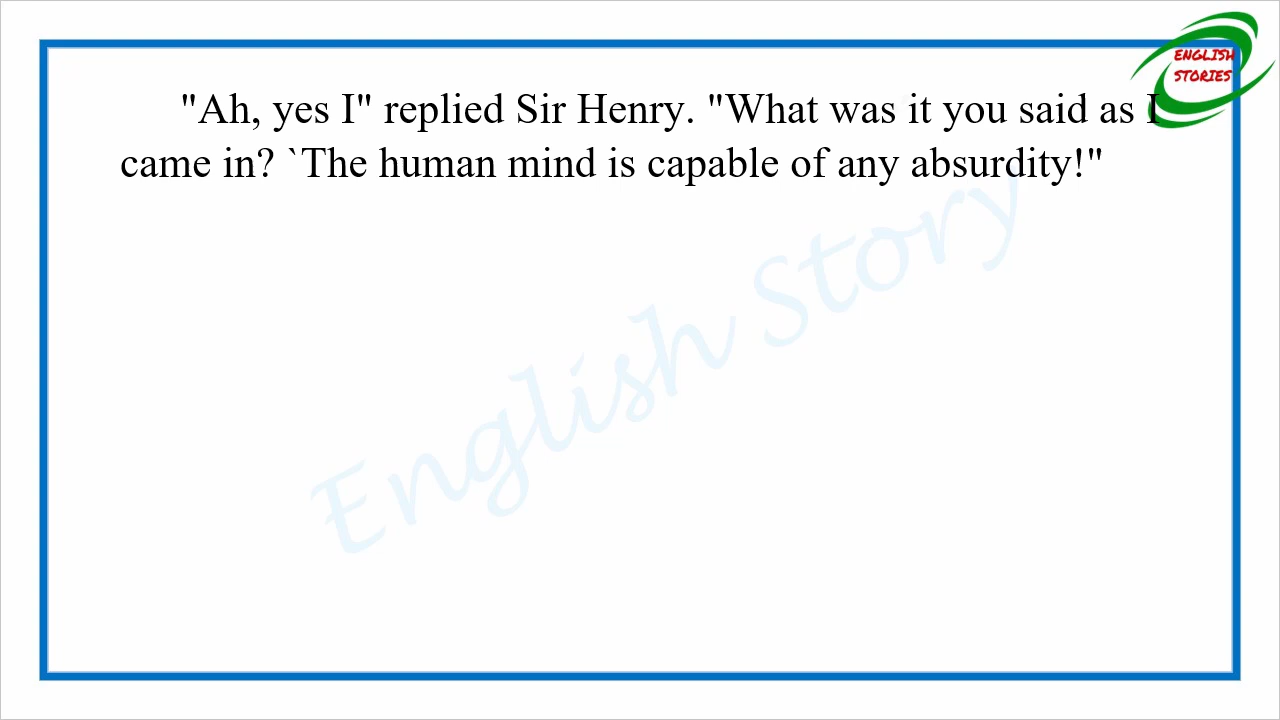 ENGLISH
STORIES
"Ah, yes I" replied Sir Henry. "What was it you said as I
came in? `The human mind is capable of any absurdity!"
English Story